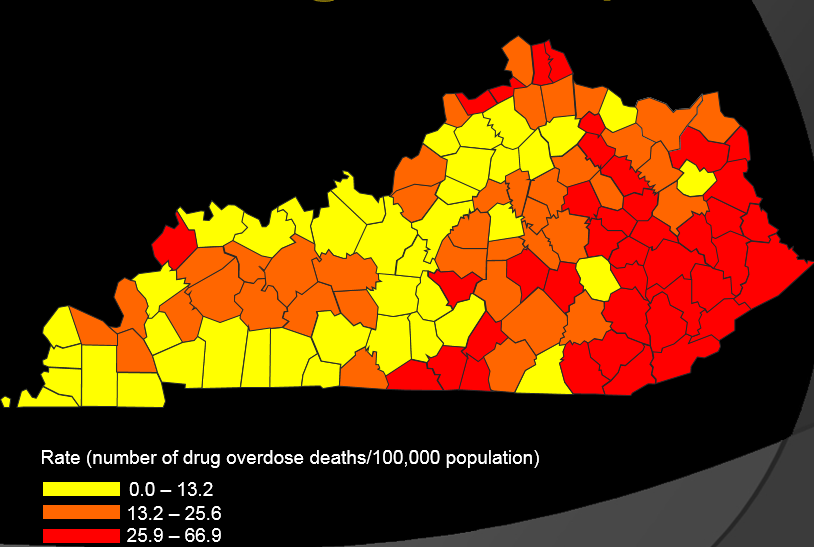 Rate (number of drug overdose deaths/100,000 population)
0.0 – 13.2
13.2 – 25.6
25.9 – 66.9